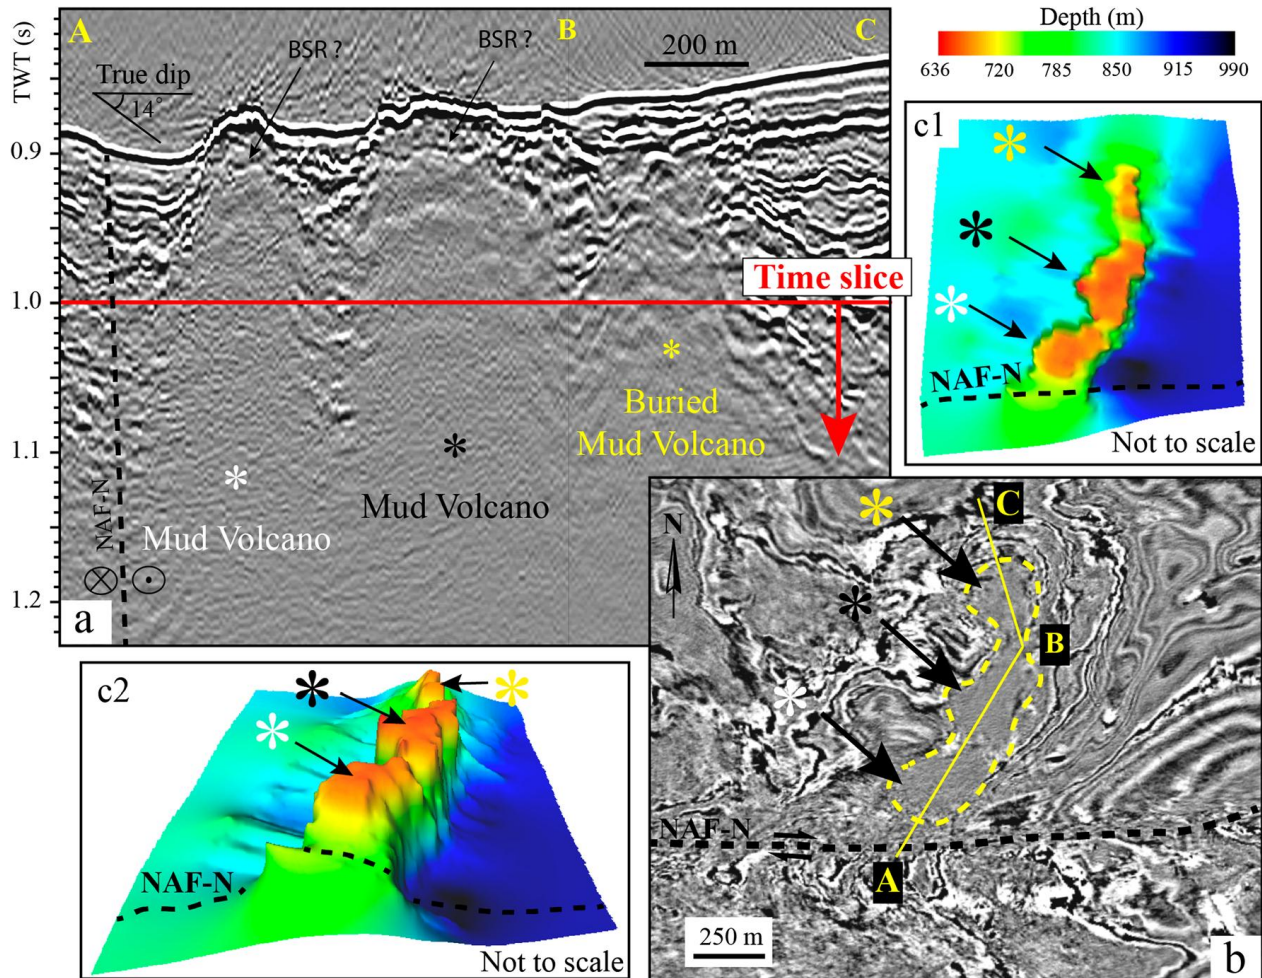 A
B
C
TWT (s)
BSR ?
BSR ?
200 m
True dip
14°
0.9
1.0
1.1
1.2
Time slice
*
Buried
Mud Volcano
*
Mud Volcano
*
Mud Volcano
NAF-N
a
Depth (m)
636 720 785 850 915 990
c1
*
*
*
NAF-N
Not to scale
c2
*
*
*
NAF-N
Not to scale
N
*
*
*
C
B
A
NAF-N
250 m
b